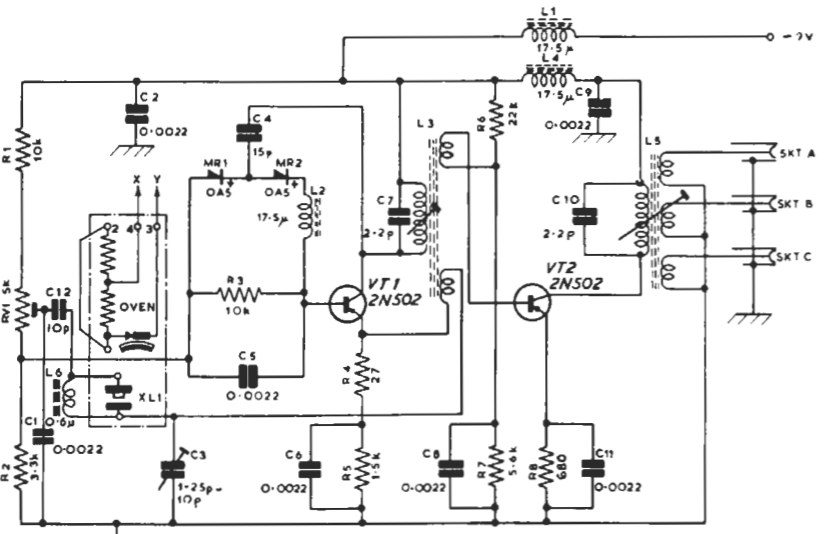 L1
17·5μ
-9V
L4
17·5μ
C9
0·0022
C2
0·0022
C4
15p
MR1
MR2
OA5
OA5
L2
17·5μ
R1
10k
X
Y
2
4
3
OVEN
2
XL1
RV1
5k
C12
10p
L6
0·6μ
C1
0·0022
R2
3·3k
R3
10k
C5
0·0022
C3
1·25p-
10p
VT1
2N502
R4
27
R5
1·5k
C6
0·0022
C7
2·2p
L3
R6
22k
C8
0·0022
R7
5·6k
VT2
2N502
R8
680
C11
0·0022
C10
2·2p
L5
SKT A
SKT B
SKT C